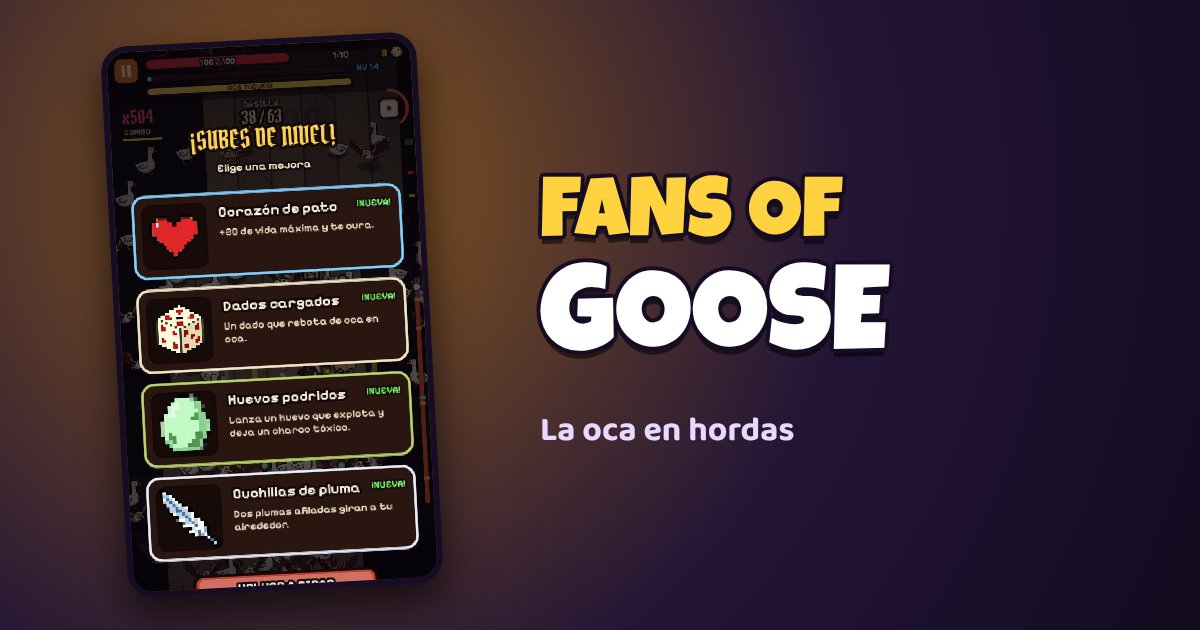 100/100
1:10
8
NV.14
x504
COMBO
CASILLA
38/63
¡SUBES DE NIVEL!
Elige una mejora
Corazón de pato
¡NUEVA!
+20 de vida máxima y te cura.
Dados cargados
¡NUEVA!
Un dado que rebota de oca en
oca.
Huevos podridos
¡NUEVA!
Lanza un huevo que explota y
deja un charco tóxico.
Cuchillas de pluma
¡NUEVA!
Dos plumas afiladas giran a tu
alrededor.
FANS OF
GOOSE
La oca en hordas